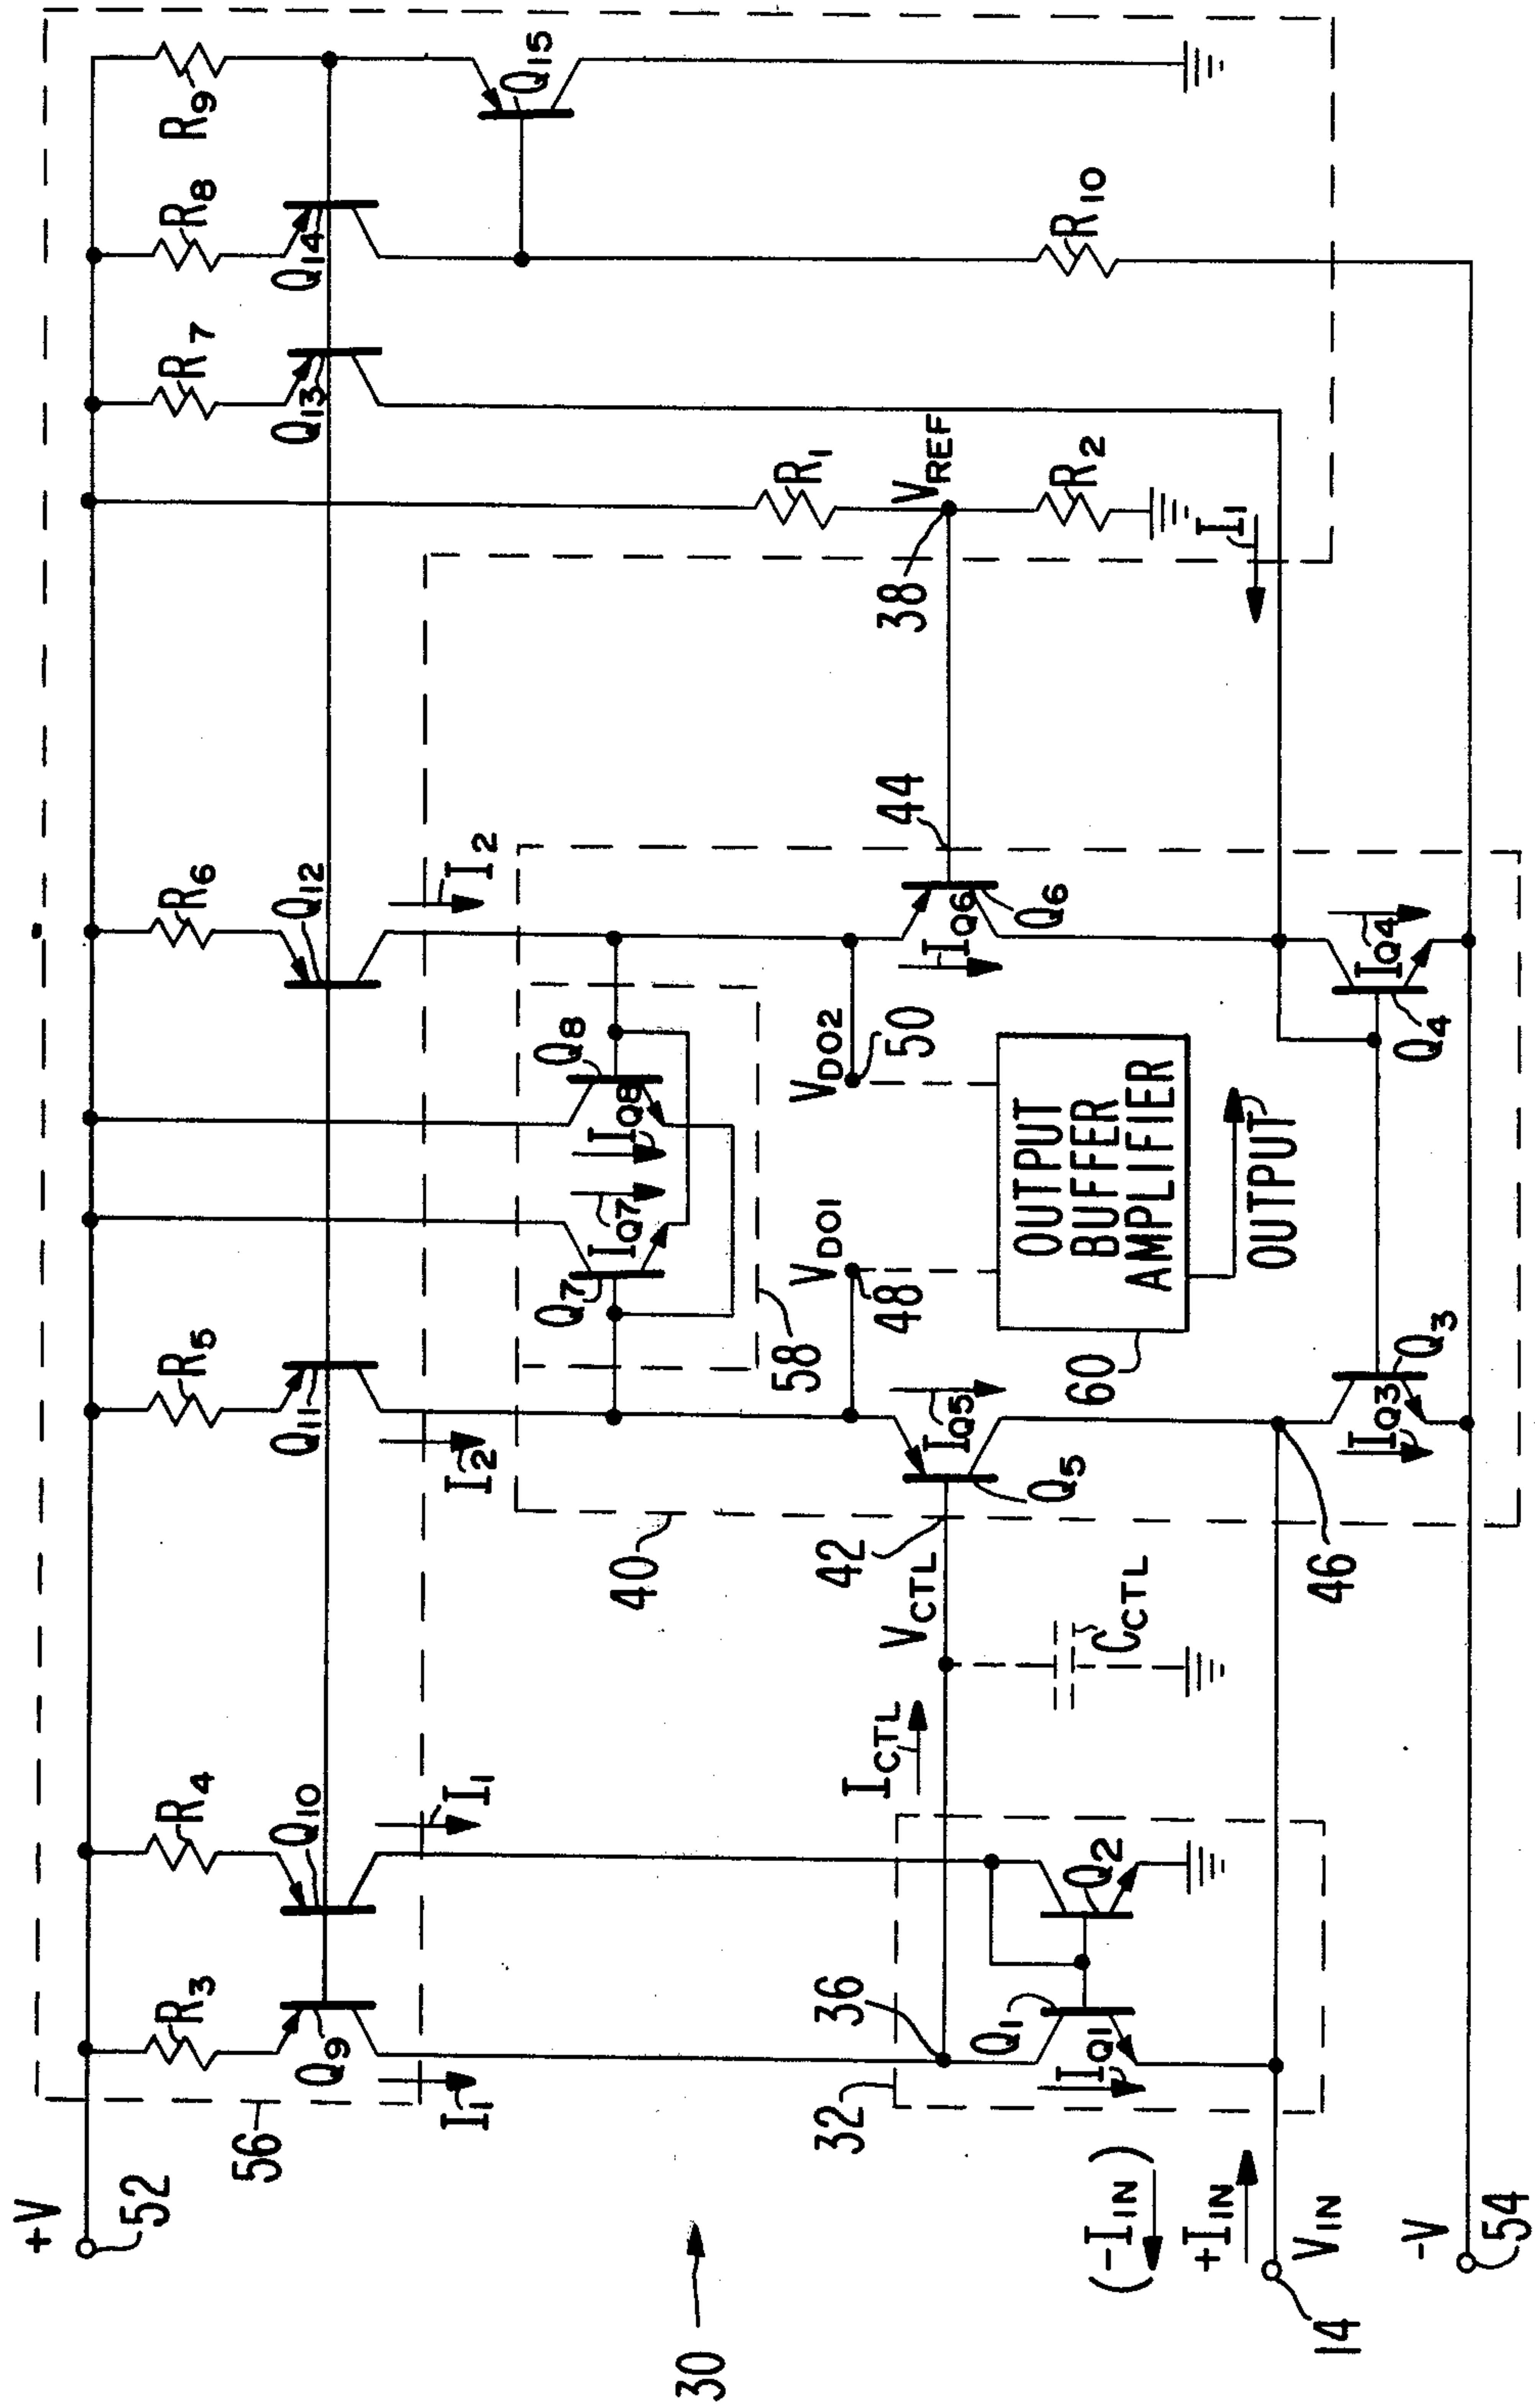 +V
52
56
R3
R4
R5
R6
R7
R8
R9
Q9
Q10
Q11
Q12
Q13
Q14
Q15
I1
I1
I2
I2
30
58
Q7
Q8
IQ7
IQ8
40
42
44
38
VREF
R1
R2
R10
I1
32
36
Q1
Q2
IQ1
ICTL
VCTL
CCTL
VDO1
48
VDO2
50
Q5
IQ5
Q6
IQ6
60
OUTPUT
BUFFER
AMPLIFIER
OUTPUT
46
Q3
IQ3
Q4
IQ4
(-IIN)
+IIN
VIN
14
-V
54